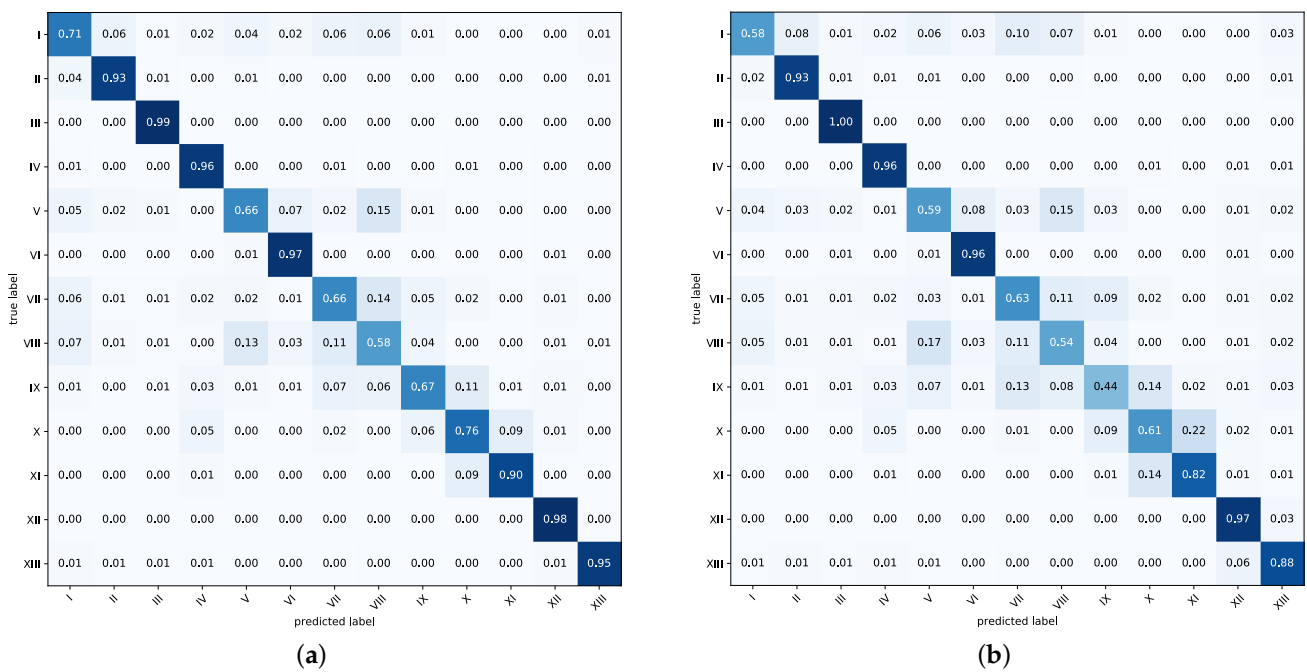 I 0.71 0.06 0.01 0.02 0.04 0.02 0.06 0.06 0.01 0.00 0.00 0.00 0.01
II 0.04 0.93 0.01 0.00 0.01 0.00 0.00 0.00 0.00 0.00 0.00 0.00 0.01
III 0.00 0.00 0.99 0.00 0.00 0.00 0.00 0.00 0.00 0.00 0.00 0.00 0.00
IV 0.01 0.00 0.00 0.96 0.00 0.00 0.01 0.00 0.00 0.01 0.00 0.00 0.00
V 0.05 0.02 0.01 0.00 0.66 0.07 0.02 0.15 0.01 0.00 0.00 0.00 0.00
VI 0.00 0.00 0.00 0.00 0.01 0.97 0.00 0.00 0.00 0.00 0.00 0.01 0.00
VII 0.06 0.01 0.01 0.02 0.02 0.01 0.66 0.14 0.05 0.02 0.00 0.00 0.01
VIII 0.07 0.01 0.00 0.00 0.13 0.03 0.11 0.58 0.04 0.00 0.00 0.01 0.01
IX 0.01 0.00 0.01 0.03 0.01 0.01 0.07 0.06 0.67 0.11 0.01 0.01 0.00
X 0.00 0.00 0.00 0.05 0.00 0.00 0.02 0.00 0.06 0.76 0.09 0.01 0.00
XI 0.00 0.00 0.00 0.01 0.00 0.00 0.00 0.00 0.00 0.09 0.90 0.00 0.00
XII 0.00 0.00 0.00 0.00 0.00 0.00 0.00 0.00 0.00 0.00 0.00 0.98 0.00
XIII 0.01 0.01 0.01 0.00 0.00 0.00 0.00 0.00 0.00 0.00 0.00 0.01 0.95
true label
I II III IV V VI VII VIII IX X XI XII XIII
predicted label
(a)
I 0.58 0.08 0.01 0.02 0.06 0.03 0.10 0.07 0.01 0.00 0.00 0.00 0.03
II 0.02 0.93 0.01 0.01 0.01 0.00 0.00 0.00 0.00 0.00 0.00 0.00 0.01
III 0.00 0.00 1.00 0.00 0.00 0.00 0.00 0.00 0.00 0.00 0.00 0.00 0.00
IV 0.00 0.00 0.00 0.96 0.00 0.00 0.00 0.00 0.00 0.01 0.00 0.01 0.01
V 0.04 0.03 0.02 0.01 0.59 0.08 0.03 0.15 0.03 0.00 0.00 0.01 0.02
VI 0.00 0.00 0.01 0.00 0.01 0.96 0.00 0.00 0.00 0.00 0.00 0.01 0.00
VII 0.05 0.01 0.01 0.02 0.03 0.01 0.63 0.11 0.09 0.02 0.00 0.01 0.02
VIII 0.05 0.01 0.01 0.00 0.17 0.03 0.11 0.54 0.04 0.00 0.00 0.01 0.02
IX 0.01 0.01 0.01 0.03 0.07 0.01 0.13 0.08 0.44 0.14 0.02 0.01 0.03
X 0.00 0.00 0.00 0.05 0.00 0.00 0.01 0.00 0.09 0.61 0.22 0.02 0.01
XI 0.00 0.00 0.00 0.01 0.00 0.00 0.00 0.00 0.01 0.14 0.82 0.01 0.01
XII 0.00 0.00 0.00 0.00 0.00 0.00 0.00 0.00 0.00 0.00 0.00 0.97 0.03
XIII 0.01 0.01 0.01 0.01 0.00 0.00 0.00 0.00 0.00 0.00 0.00 0.06 0.88
true label
I II III IV V VI VII VIII IX X XI XII XIII
predicted label
(b)